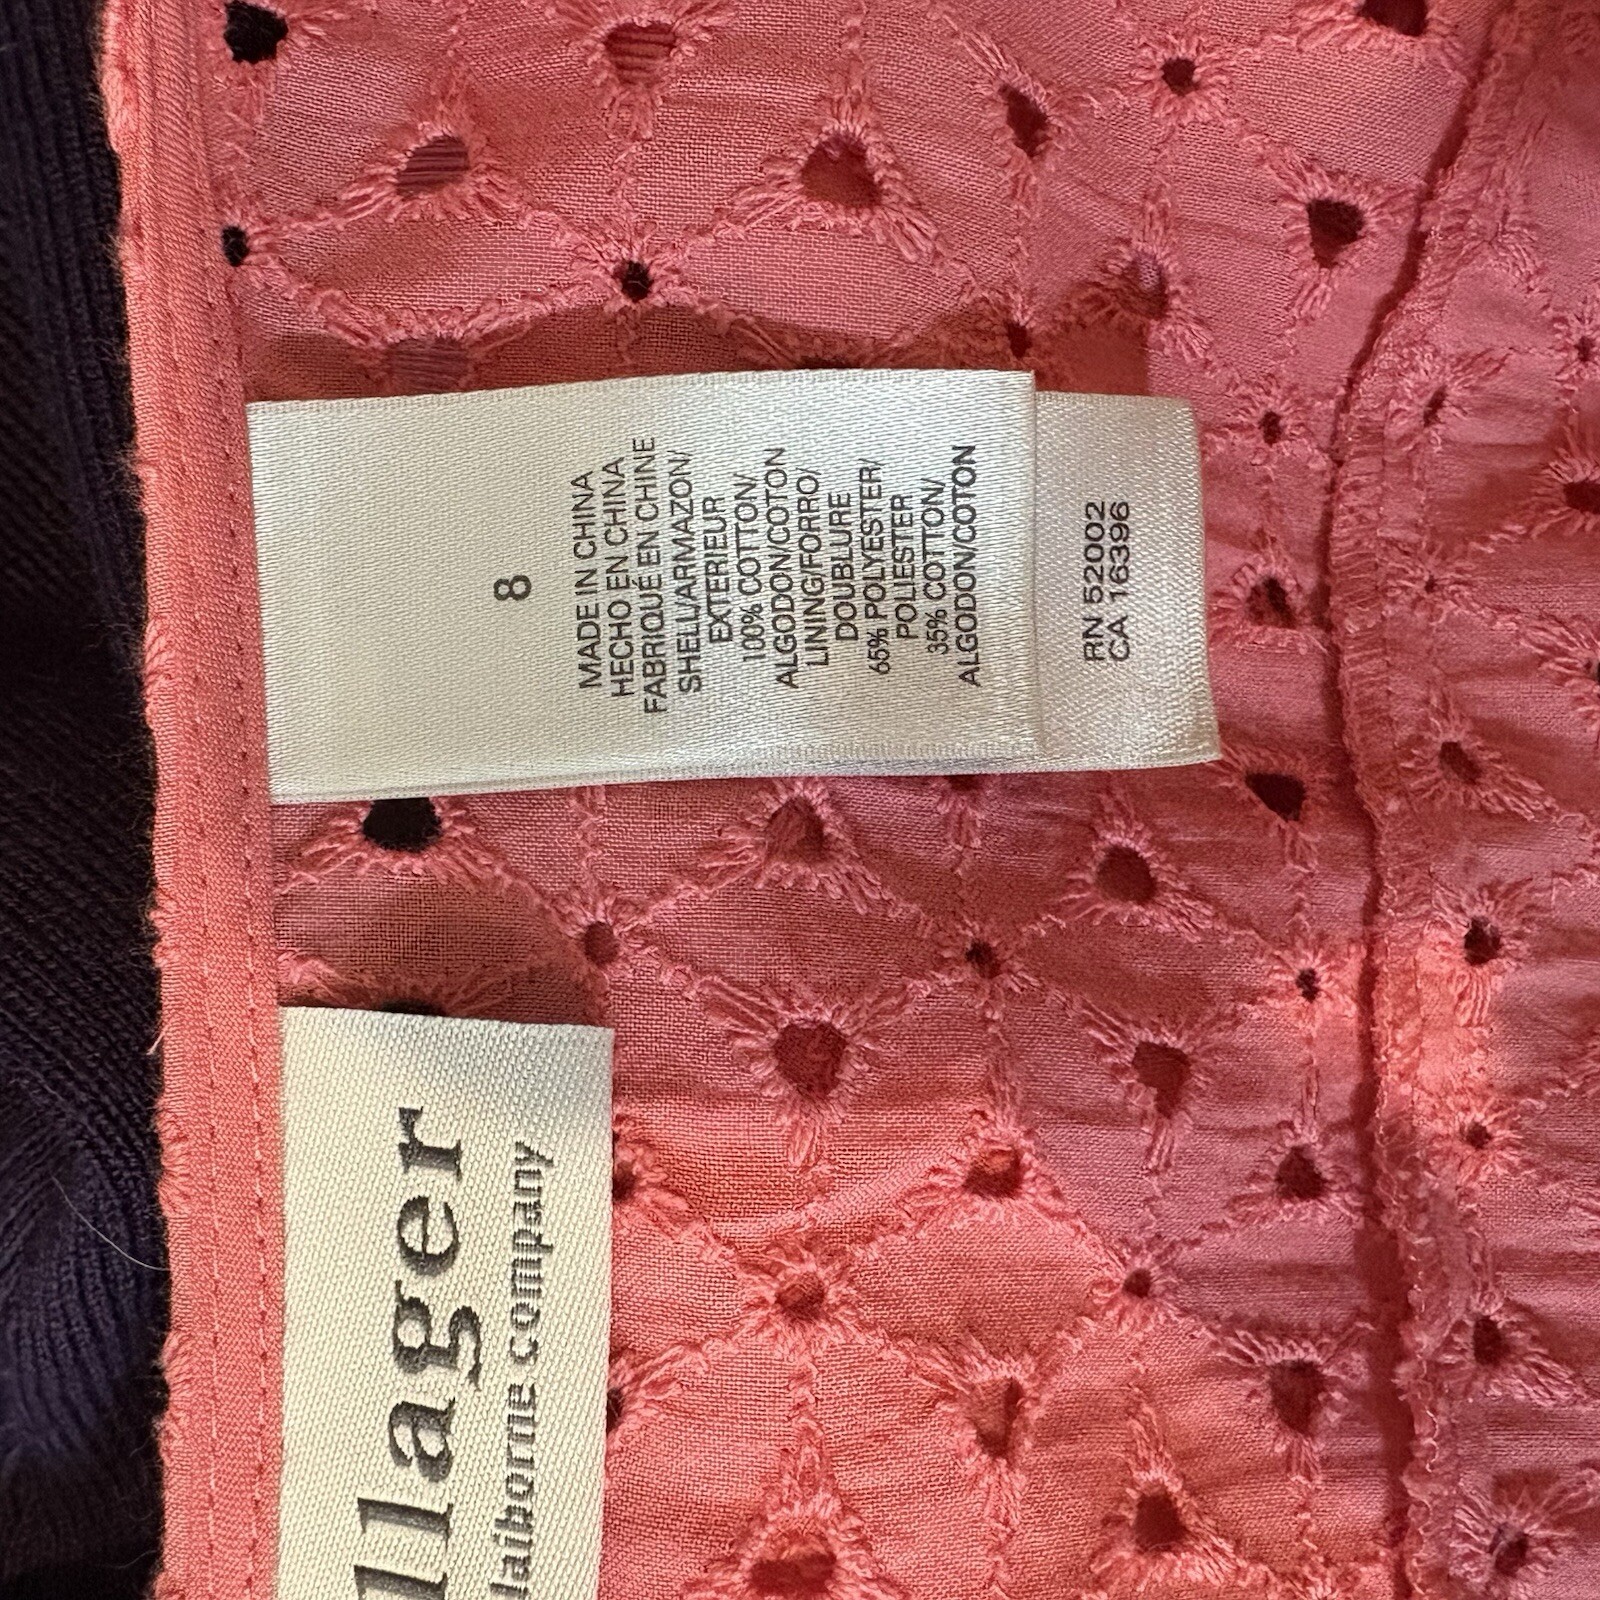 8
MADE IN CHINA
HECHO EN CHINA
FABRIQUÉ EN CHINE
SHELL/ARMAZON/
EXTERIEUR
100% COTTON/
ALGODON/COTON
LINING/FORRO/
DOUBLURE
65% POLYESTER/
POLIESTER
35% COTTON/
ALGODON/COTON
RN 52002
CA 16396
llager
laiborne company